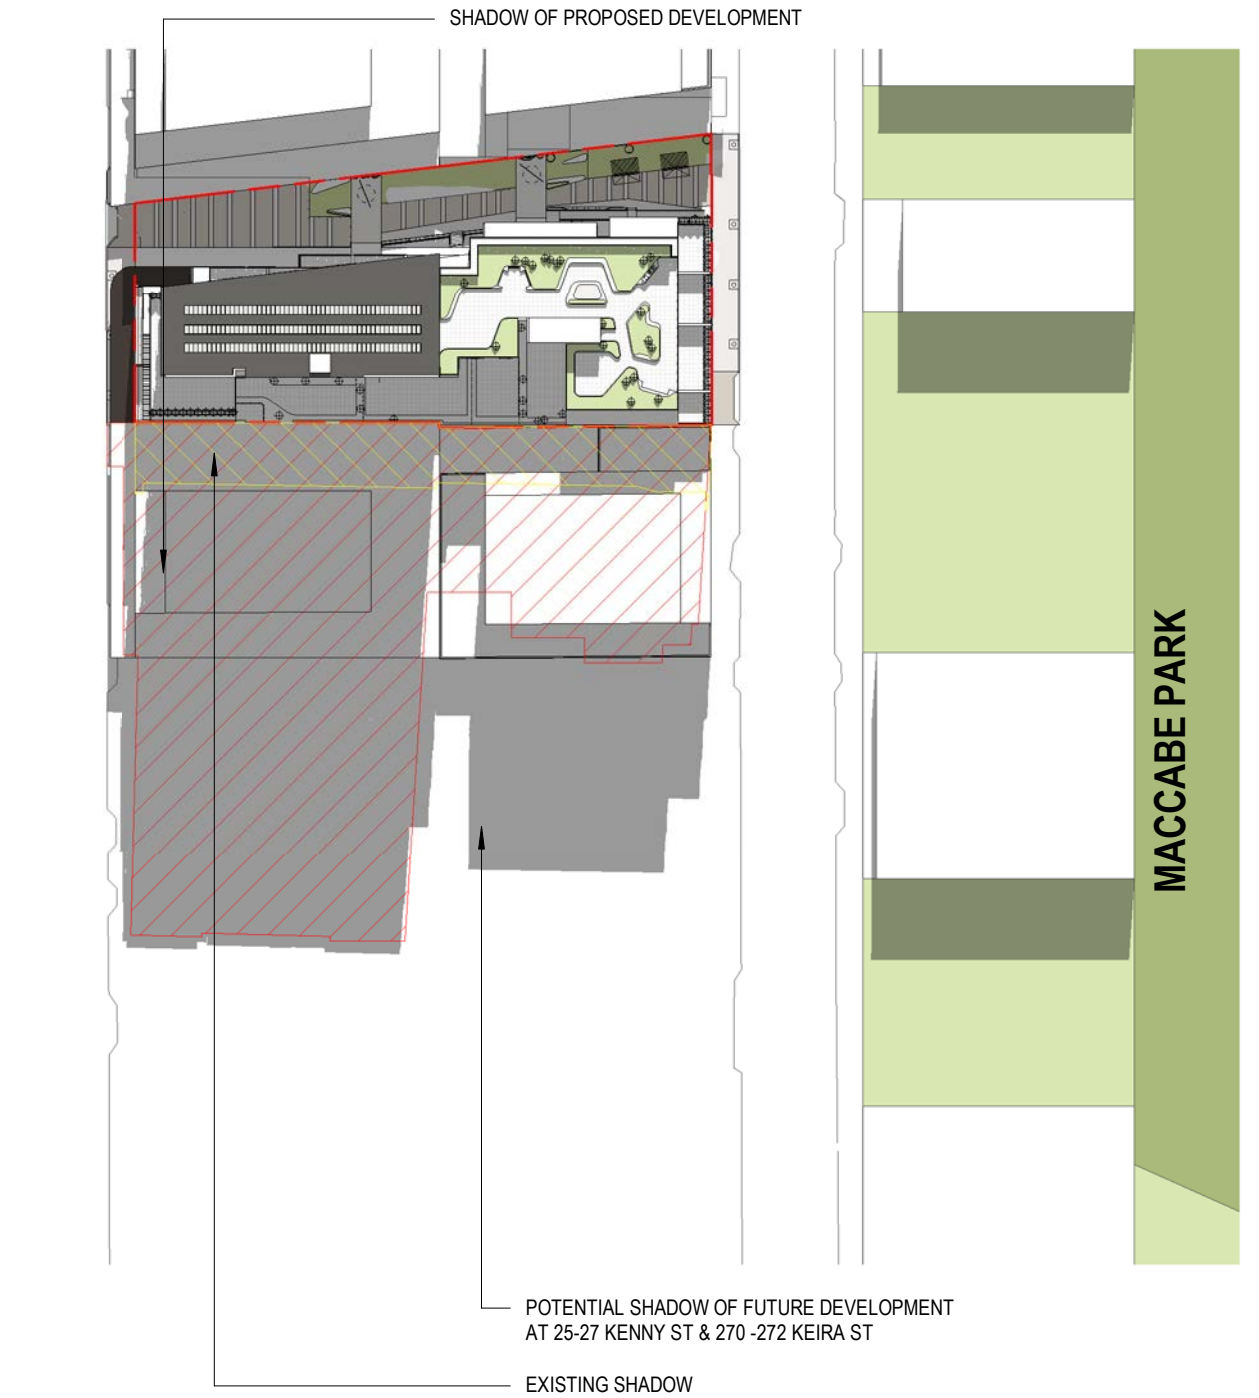 SHADOW OF PROPOSED DEVELOPMENT
MACCABE PARK
POTENTIAL SHADOW OF FUTURE DEVELOPMENT
AT 25-27 KENNY ST & 270 -272 KEIRA ST
EXISTING SHADOW